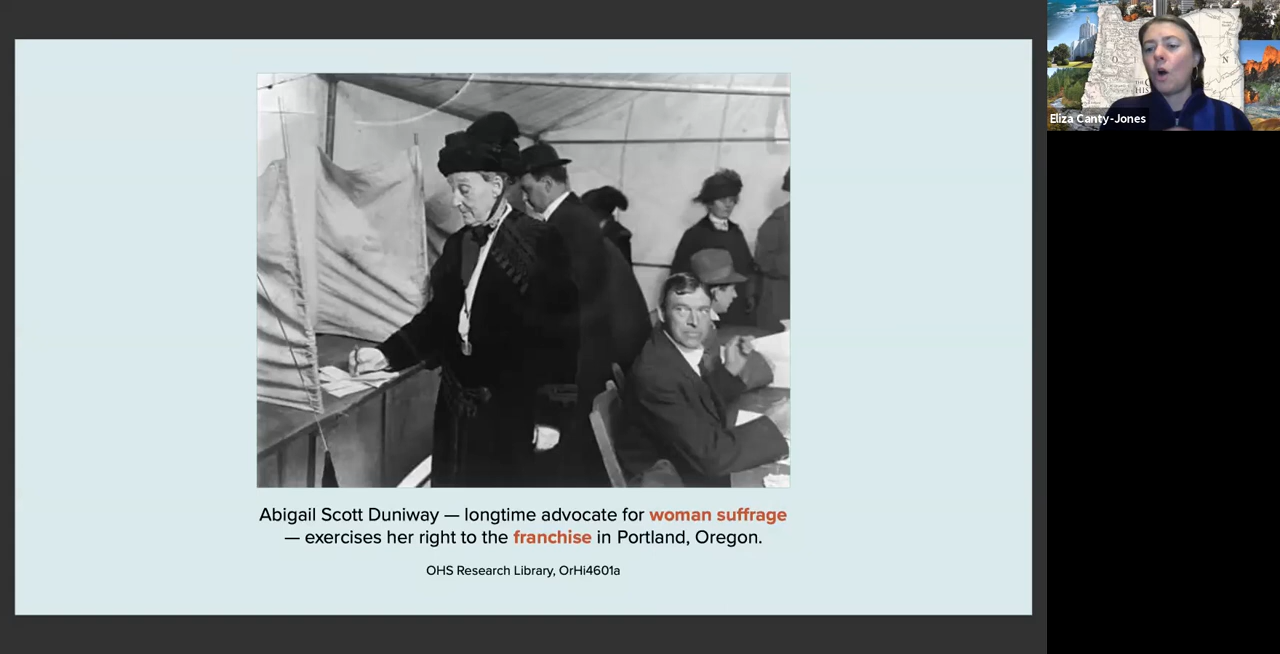 Abigail Scott Duniway — longtime advocate for woman suffrage
— exercises her right to the franchise in Portland, Oregon.
OHS Research Library, OrHi4601a
Eliza Canty-Jones